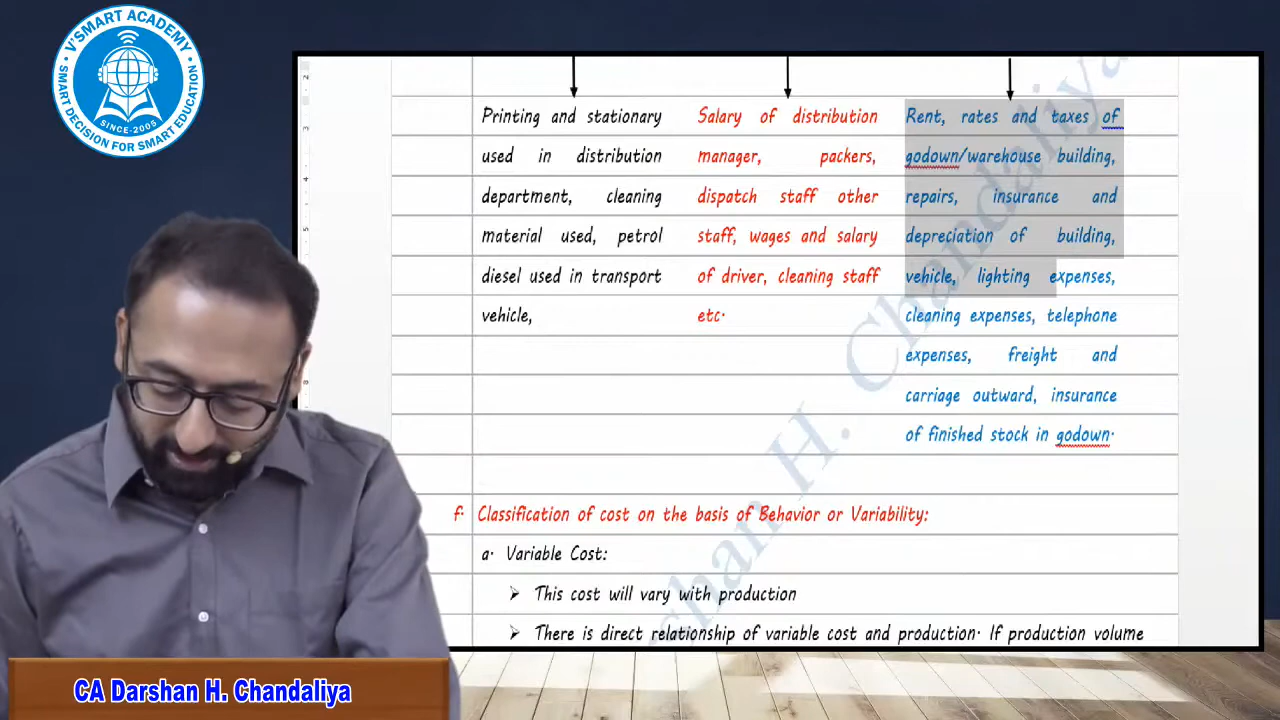 V'SMART ACADEMY
SMART DECISION FOR SMART EDUCATION
SINCE-2008
Printing and stationary
used in distribution
department, cleaning
material used, petrol
diesel used in transport
vehicle,
Salary of distribution
manager, packers,
dispatch staff other
staff, wages and salary
of driver, cleaning staff
etc.
Rent, rates and taxes of
godown/warehouse building,
repairs, insurance and
depreciation of building,
vehicle, lighting expenses,
cleaning expenses, telephone
expenses, freight and
carriage outward, insurance
of finished stock in godown.
f. Classification of cost on the basis of Behavior or Variability:
a. Variable Cost:
➢ This cost will vary with production
➢ There is direct relationship of variable cost and production. If production volume
CA Darshan H. Chandaliya